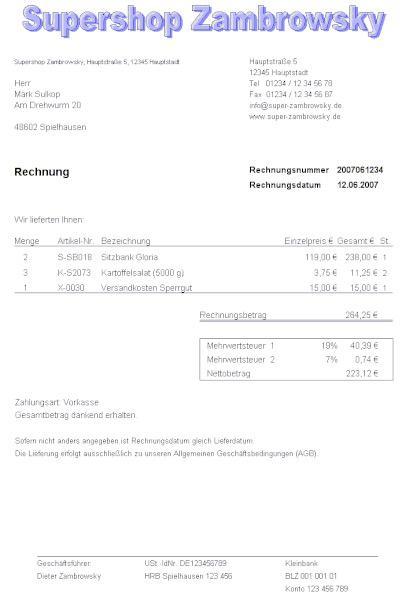 Supershop Zambrowsky
Supershop Zambrowsky, Hauptstraße 5, 12345 Hauptstadt
Hauptstraße 5
12345 Hauptstadt
Tel 01234 / 12 34 56 78
Fax 01234 / 12 34 56 87
info@super-zambrowsky.de
www.super-zambrowsky.de
Herr
Mark Sulkop
Am Drehwurm 20
48602 Spielhausen
Rechnung
Rechnungsnummer 2007061234
Rechnungsdatum 12.06.2007
Wir lieferten Ihnen:
Menge Artikel-Nr. Bezeichnung Einzelpreis € Gesamt € St.
2 S-SB018 Sitzbank Gloria 119,00 € 238,00 € 1
3 K-S2073 Kartoffelsalat (5000 g) 3,75 € 11,25 € 2
1 X-0030 Versandkosten Sperrgut 15,00 € 15,00 € 1
Rechnungsbetrag 264,25 €
Mehrwertsteuer 1 19% 40,39 €
Mehrwertsteuer 2 7% 0,74 €
Nettobetrag 223,12 €
Zahlungsart: Vorkasse
Gesamtbetrag dankend erhalten.
Sofern nicht anders angegeben ist Rechnungsdatum gleich Lieferdatum.
Die Lieferung erfolgt ausschließlich zu unseren Allgemeinen Geschäftsbedingungen (AGB).
Geschäftsführer: USt.-IdNr. DE123456789 Kleinbank
Dieter Zambrowsky HRB Spielhausen 123 456 BLZ 001 001 01
Konto 123 456 789